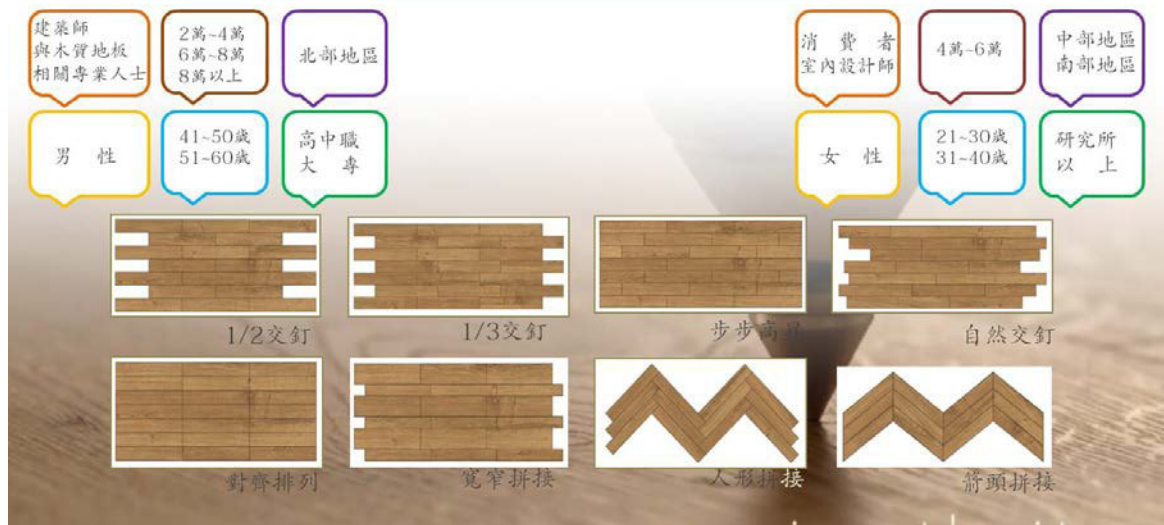 建築師
與木質地板
相關專業人士
2萬~4萬
6萬~8萬
8萬以上
北部地區
消費者
室內設計師
4萬~6萬
中部地區
南部地區
男性
41~50歲
51~60歲
高中職
大專
女性
21~30歲
31~40歲
研究所
以上
1/2交釘
1/3交釘
步步高昇
自然交釘
對齊排列
寬窄拼接
人形拼接
箭頭拼接